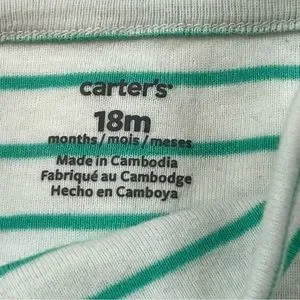 carter's
18m
months/mois/meses
Made in Cambodia
Fabriqué au Cambodge
Hecho en Camboya